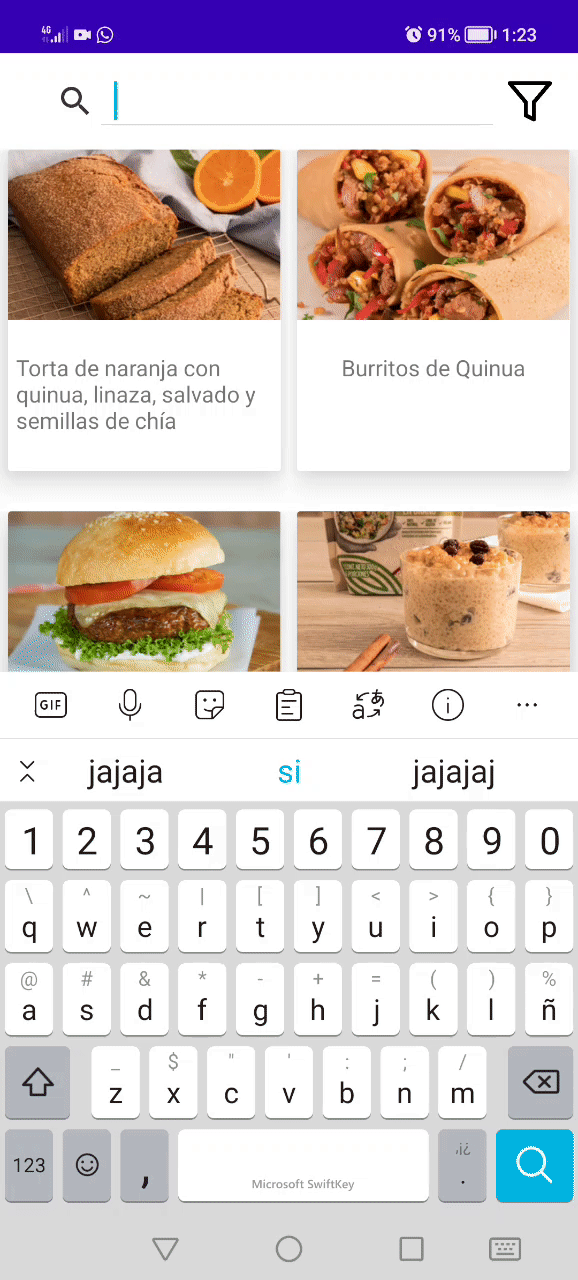 4G 91% 1:23
Torta de naranja con
quinua, linaza, salvado y
semillas de chía
Burritos de Quinua
GIF
jajaja si jajajaj
1 2 3 4 5 6 7 8 9 0
\ ^ ~ | [ ] < > { }
q w e r t y u i o p
@ # & * - + = ( ) %
a s d f g h j k l ñ
_ $ " ' : ; /
z x c v b n m
123 , Microsoft SwiftKey .